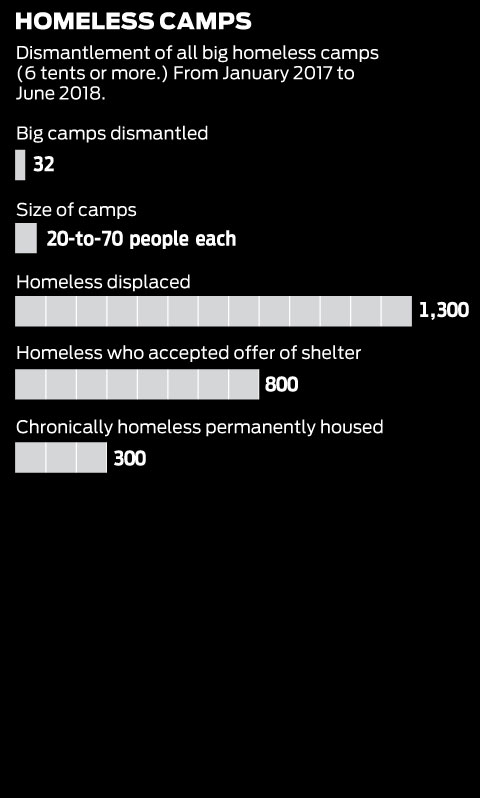 HOMELESS CAMPS
Dismantlement of all big homeless camps
(6 tents or more.) From January 2017 to
June 2018.
Big camps dismantled
32
Size of camps
20-to-70 people each
Homeless displaced
1,300
Homeless who accepted offer of shelter
800
Chronically homeless permanently housed
300